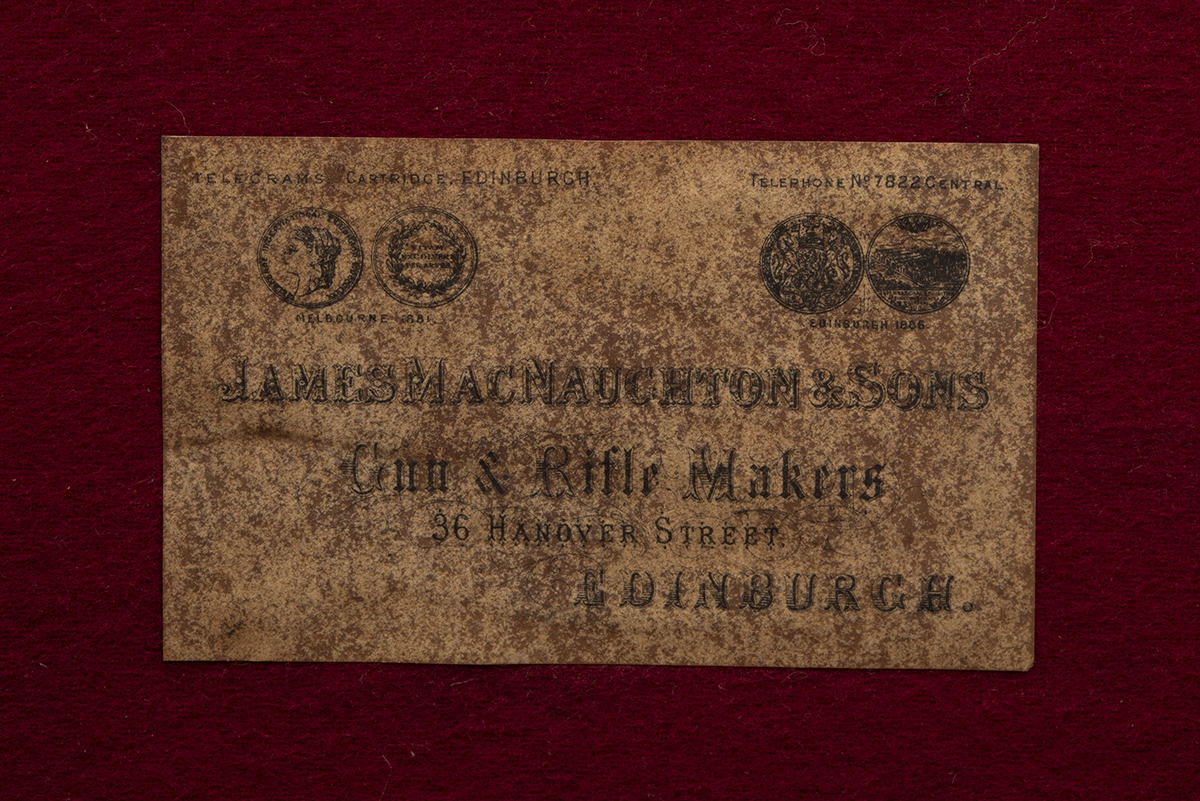 TELEGRAMS. CARTRIDGE, EDINBURGH
TELEPHONE No 7822 CENTRAL.
MELBOURNE 1881.
EDINBURGH 1886
JAMES MACNAUGHTON & SONS
Gun & Rifle Makers
36 HANOVER STREET
EDINBURGH.